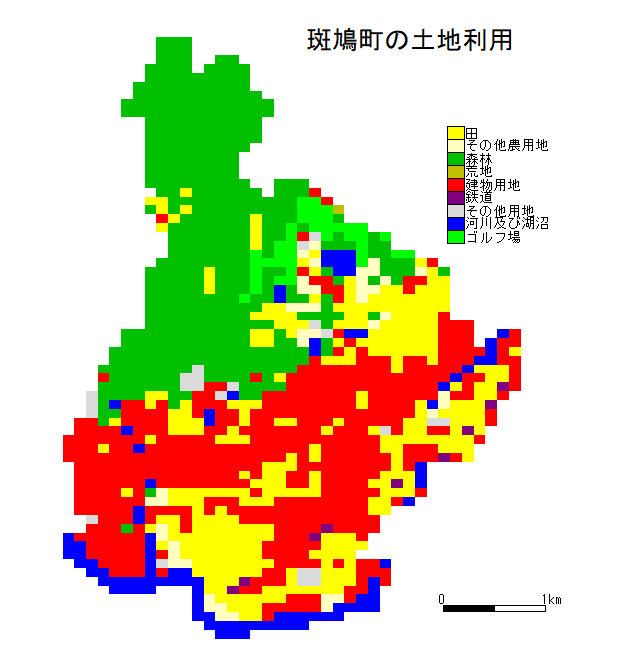 斑鳩町の土地利用
田
その他農用地
森林
荒地
建物用地
鉄道
その他用地
河川及び湖沼
ゴルフ場
0 1km